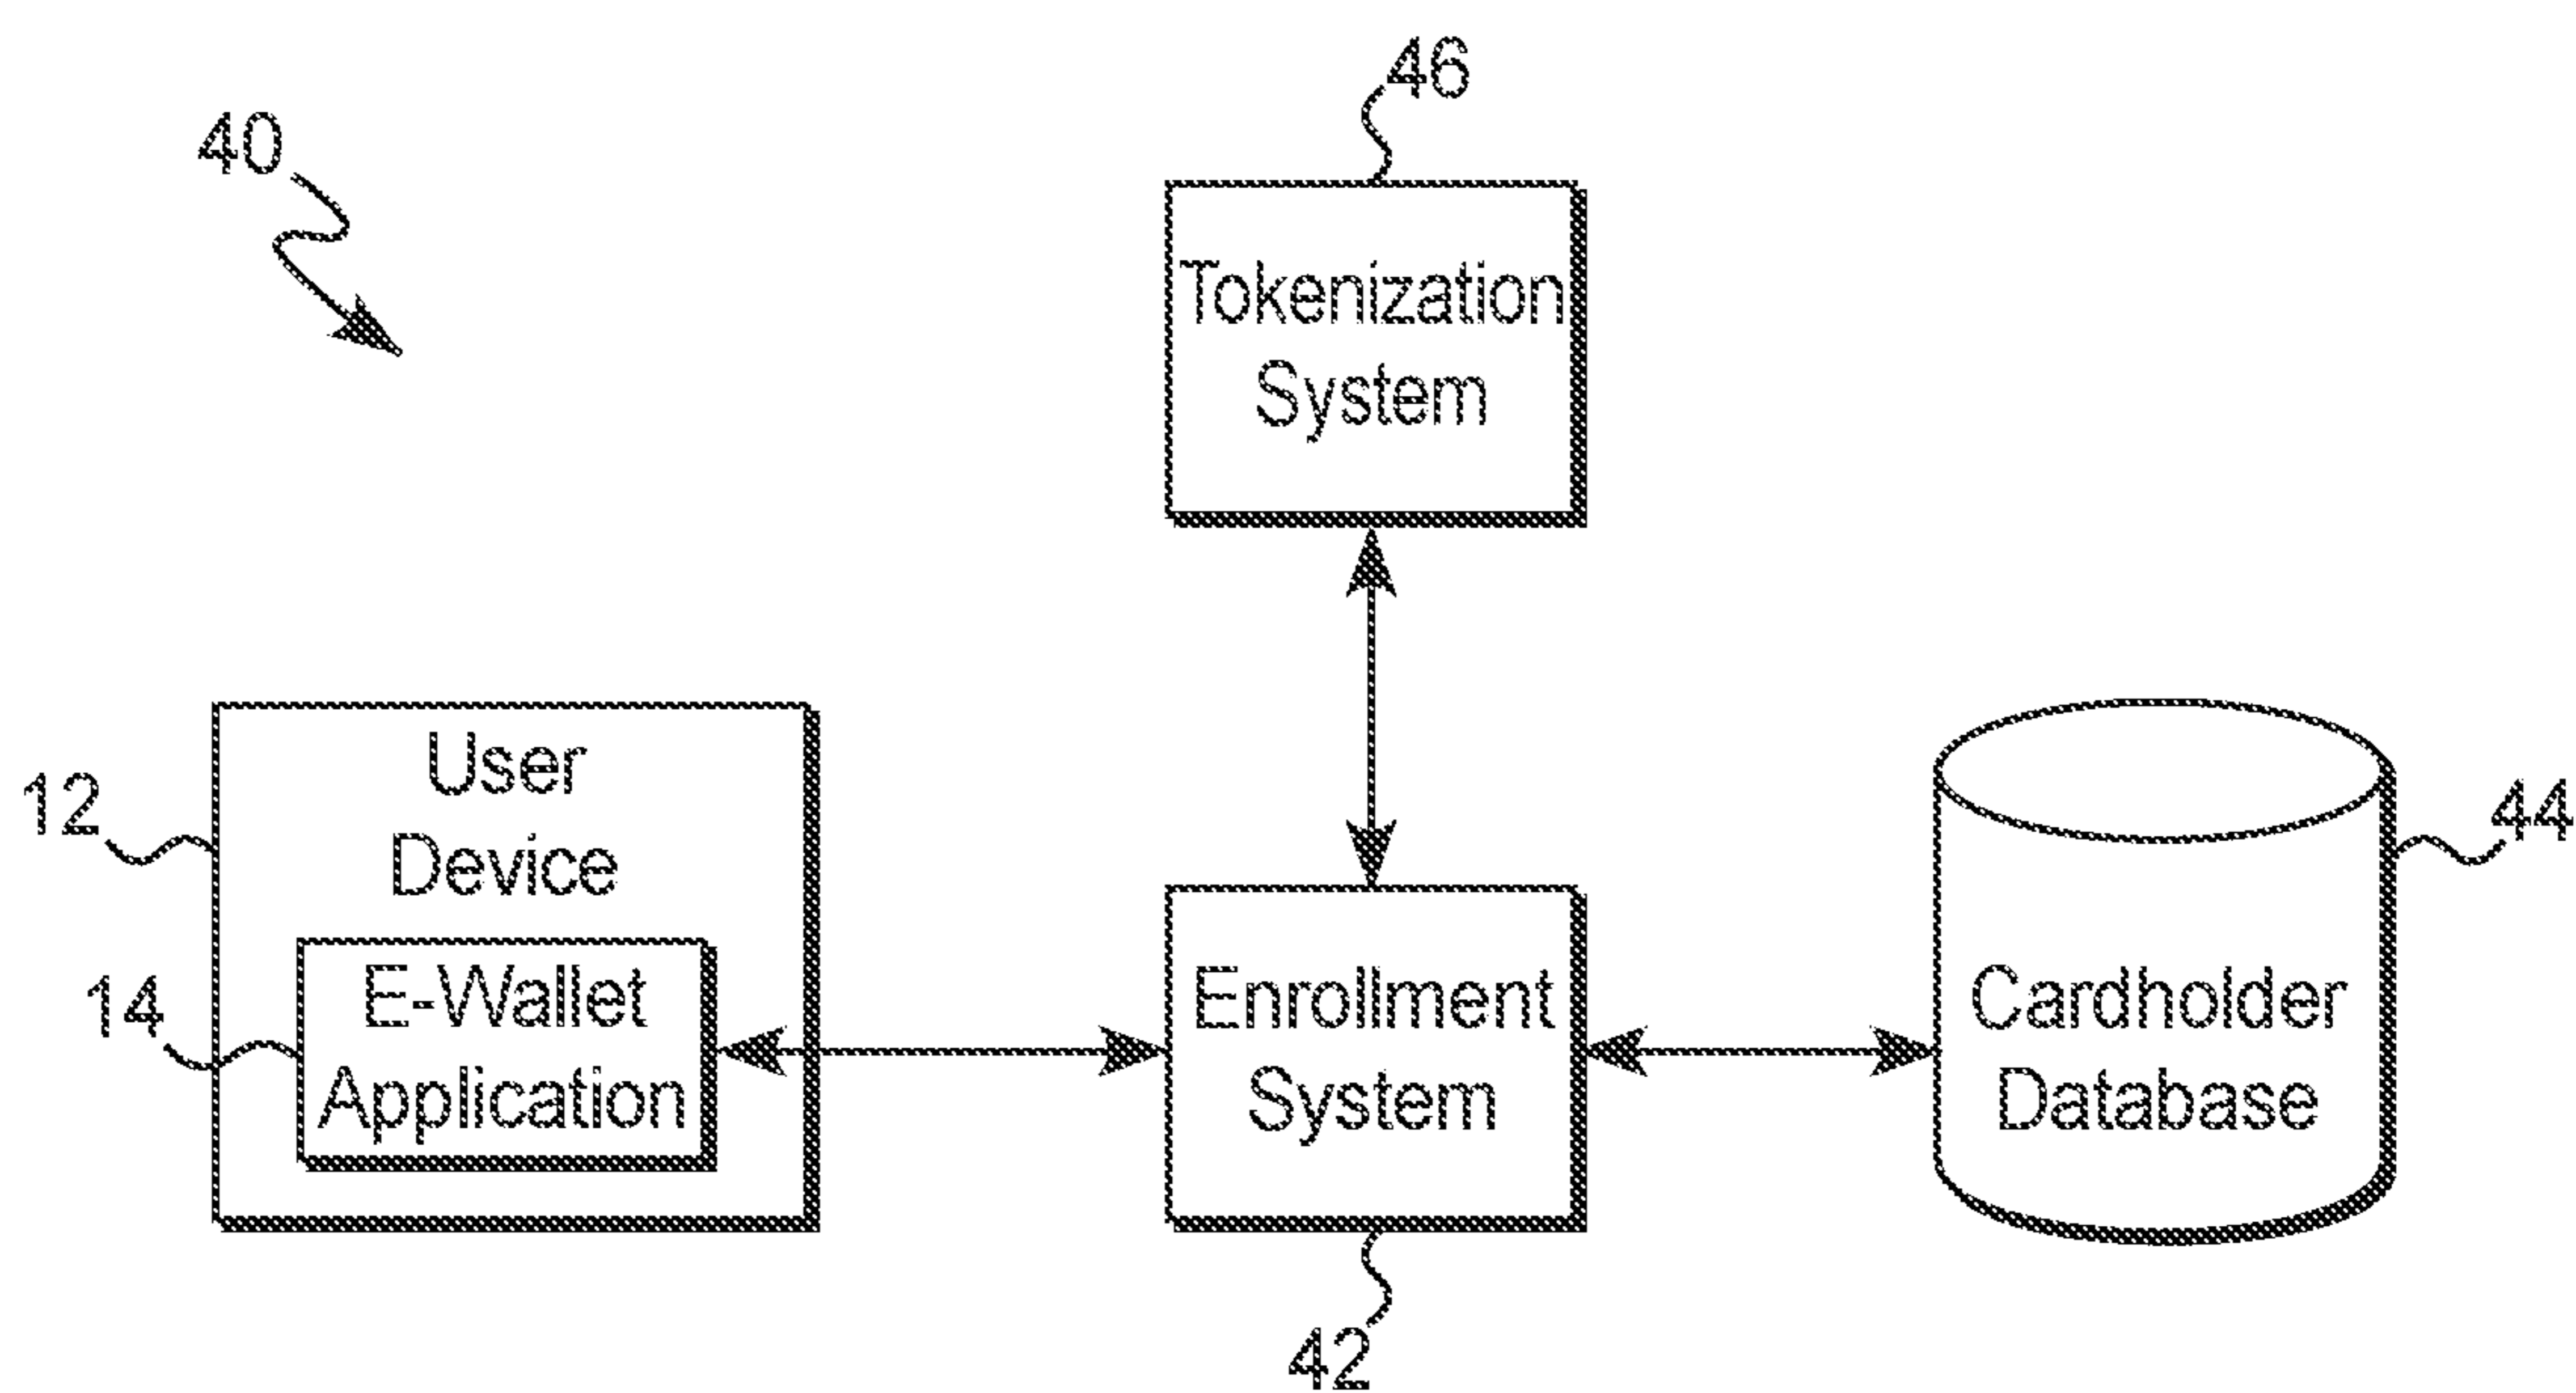 40
46
Tokenization
System
12
User
Device
14
E-Wallet
Application
Enrollment
System
42
Cardholder
Database
44